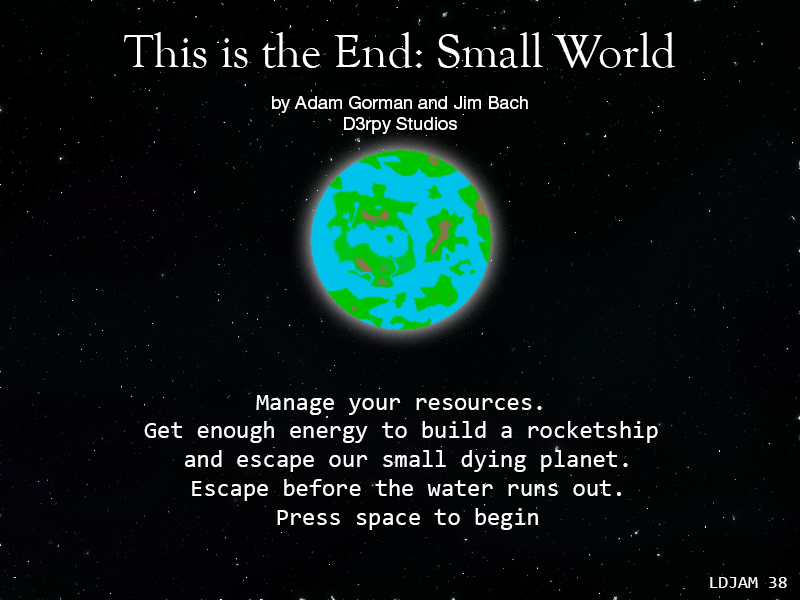 This is the End: Small World
by Adam Gorman and Jim Bach
D3rpy Studios
Manage your resources.
Get enough energy to build a rocketship
and escape our small dying planet.
Escape before the water runs out.
Press space to begin
LDJAM 38